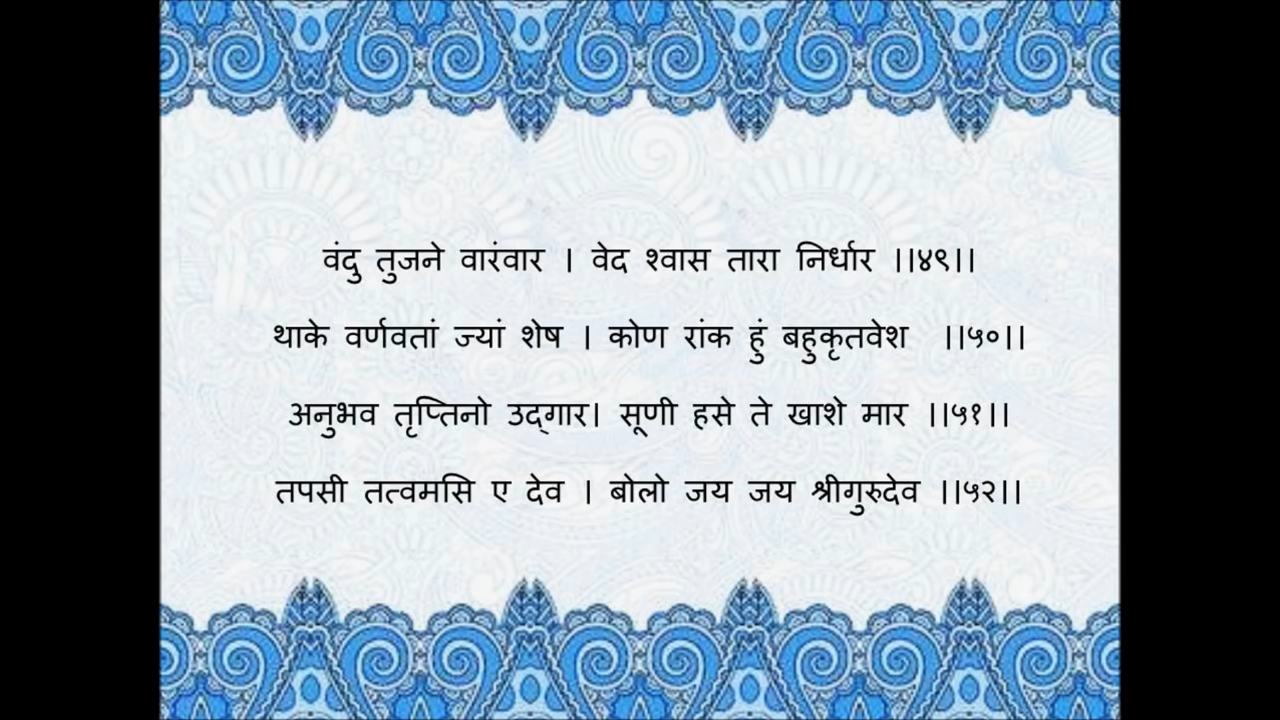 वंदु तुजने वारंवार । वेद श्वास तारा निर्धार ।।४९।।
थाके वर्णवतां ज्यां शेष । कोण रांक हुं बहुकृतवेश ।।५०।।
अनुभव तृप्तिनो उद्‌गार। सूणी हसे ते खाशे मार ।।५१।।
तपसी तत्वमसि ए देव । बोलो जय जय श्रीगुरुदेव ।।५२।।